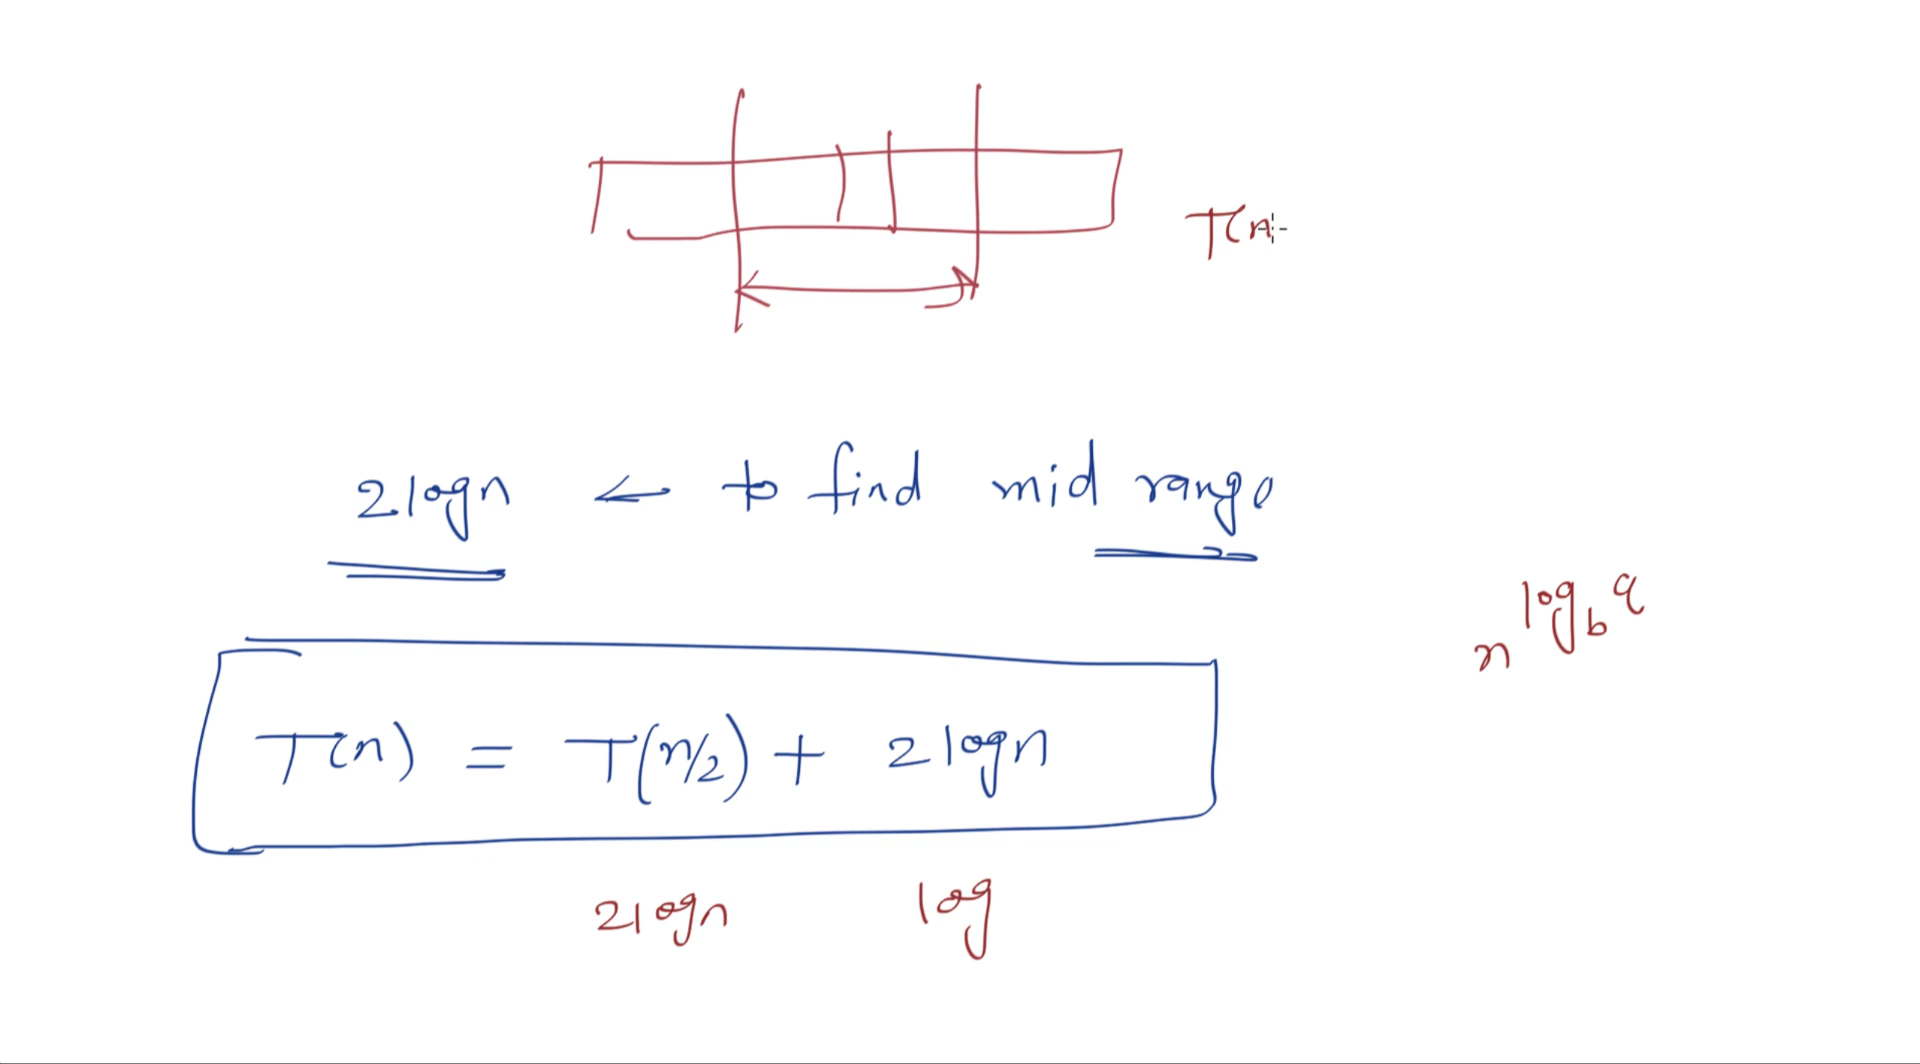 T(n
2logn ← to find mid range
n^log_b a
T(n) = T(n/2) + 2logn
2logn log